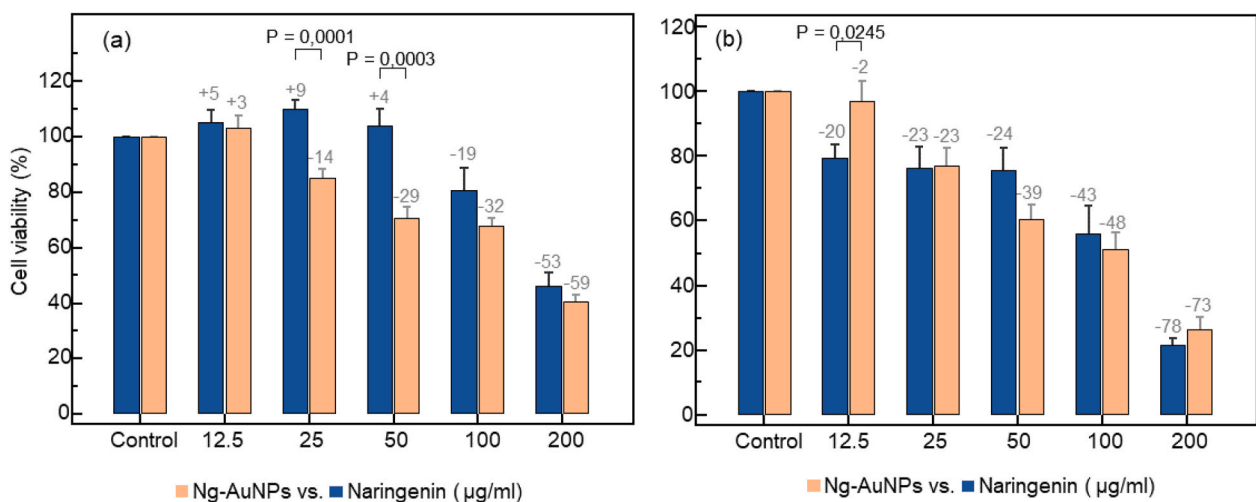 (a)
P = 0,0001
P = 0,0003
+5 +3 +9 -14 +4 -29 -19 -32 -53 -59
Cell viability (%)
120
100
80
60
40
20
0
Control 12.5 25 50 100 200
Ng-AuNPs vs. Naringenin ( µg/ml)
(b)
P = 0,0245
-20 -2 -23 -23 -24 -39 -43 -48 -78 -73
120
100
80
60
40
20
0
Control 12.5 25 50 100 200
Ng-AuNPs vs. Naringenin ( µg/ml)